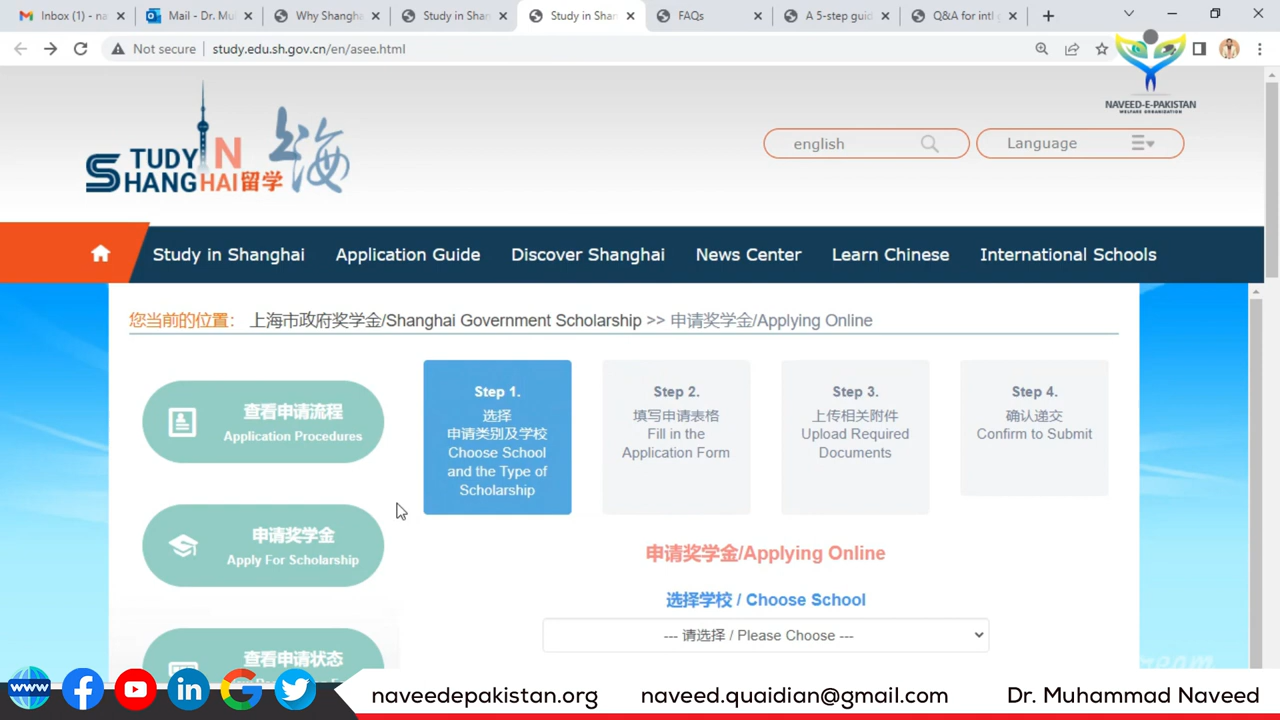 Inbox (1) - na
Mail - Dr. Mu
Why Shangha
Study in Shan
Study in Shan
FAQs
A 5-step guid
Q&A for intl
Not secure
study.edu.sh.gov.cn/en/asee.html
NAVEED-E-PAKISTAN
WELFARE ORGANIZATION
STUDY IN
SHANGHAI留学
上海
english
Language
Study in Shanghai
Application Guide
Discover Shanghai
News Center
Learn Chinese
International Schools
您当前的位置: 上海市政府奖学金/Shanghai Government Scholarship >> 申请奖学金/Applying Online
查看申请流程
Application Procedures
申请奖学金
Apply For Scholarship
查看申请状态
Step 1.
选择
申请类别及学校
Choose School
and the Type of
Scholarship
Step 2.
填写申请表格
Fill in the
Application Form
Step 3.
上传相关附件
Upload Required
Documents
Step 4.
确认递交
Confirm to Submit
申请奖学金/Applying Online
选择学校 / Choose School
--- 请选择 / Please Choose ---
www
naveedepakistan.org
naveed.quaidian@gmail.com
Dr. Muhammad Naveed